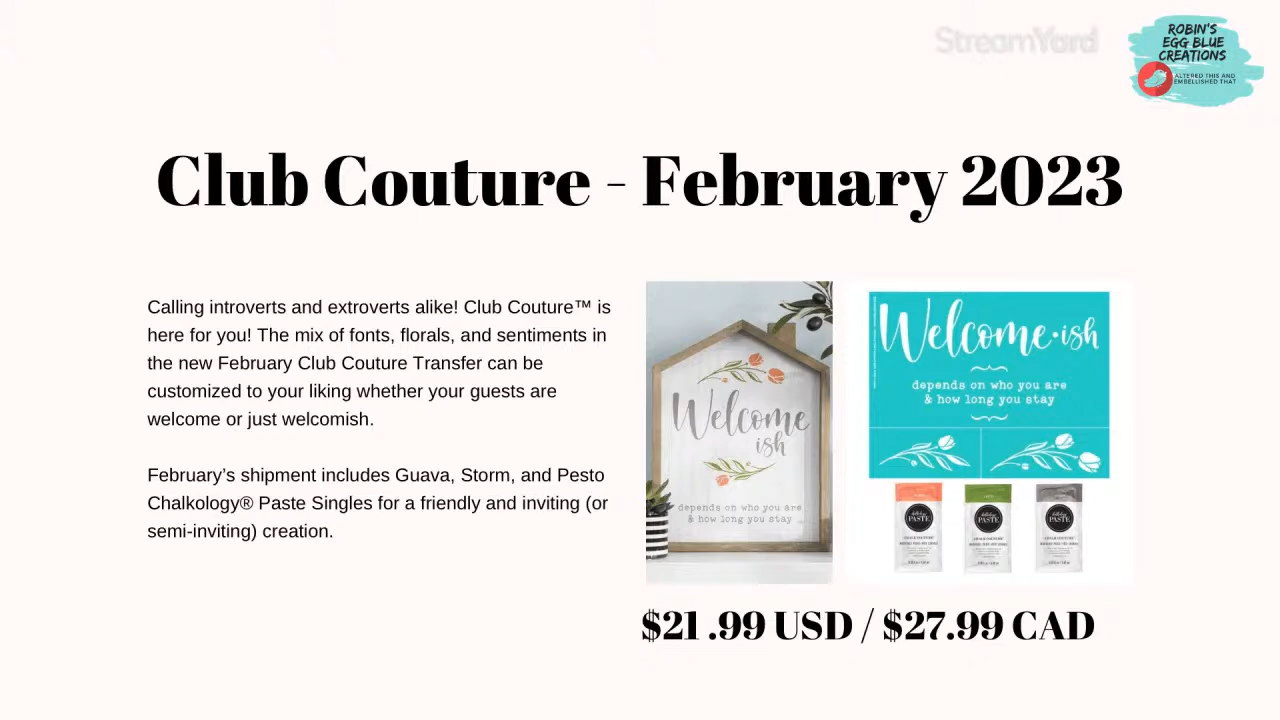 StreamYard
ROBIN'S
EGG BLUE
CREATIONS
ALTERED THIS AND
EMBELLISHED THAT
Club Couture - February 2023
Calling introverts and extroverts alike! Club Couture™ is
here for you! The mix of fonts, florals, and sentiments in
the new February Club Couture Transfer can be
customized to your liking whether your guests are
welcome or just welcomish.
February's shipment includes Guava, Storm, and Pesto
Chalkology® Paste Singles for a friendly and inviting (or
semi-inviting) creation.
Welcome
ish
depends on who you are
& how long you stay
Welcome•ish
depends on who you are
& how long you stay
PASTE
PASTE
PASTE
$21 .99 USD / $27.99 CAD